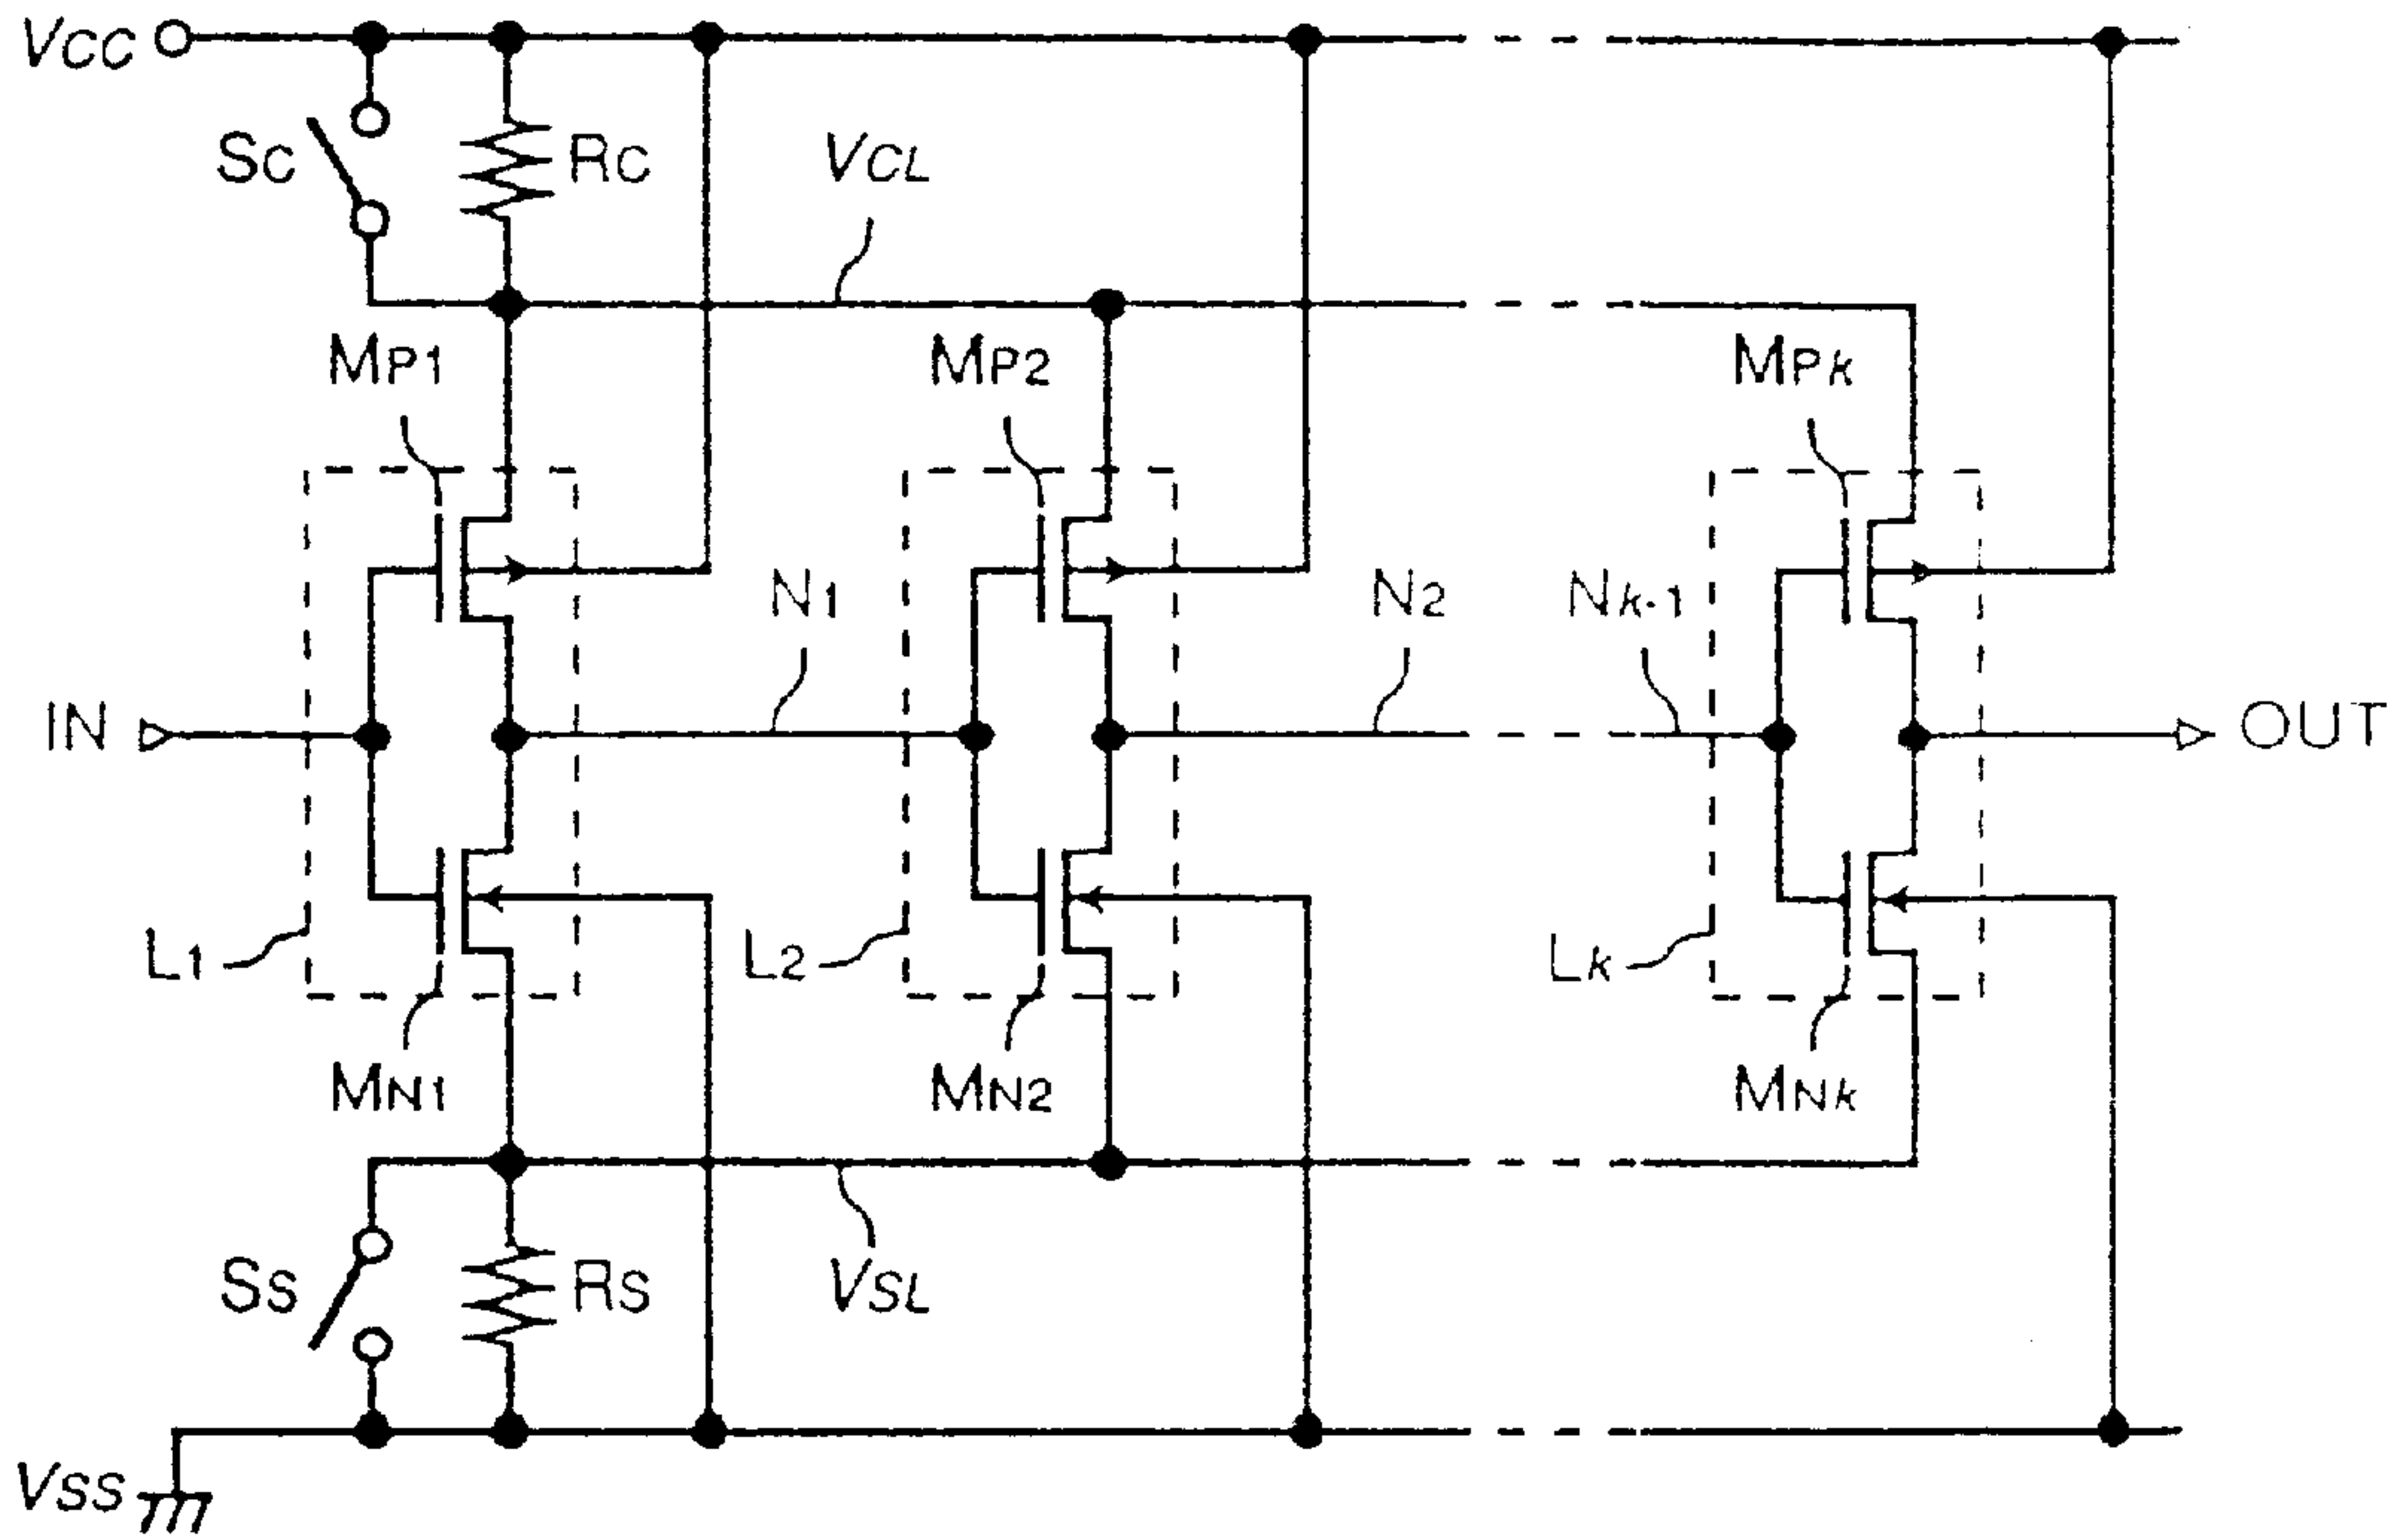 VCC
SC
RC
VCL
MP1
MP2
MPk
N1
N2
Nk-1
IN
OUT
L1
L2
Lk
MN1
MN2
MNk
SS
RS
VSL
VSS